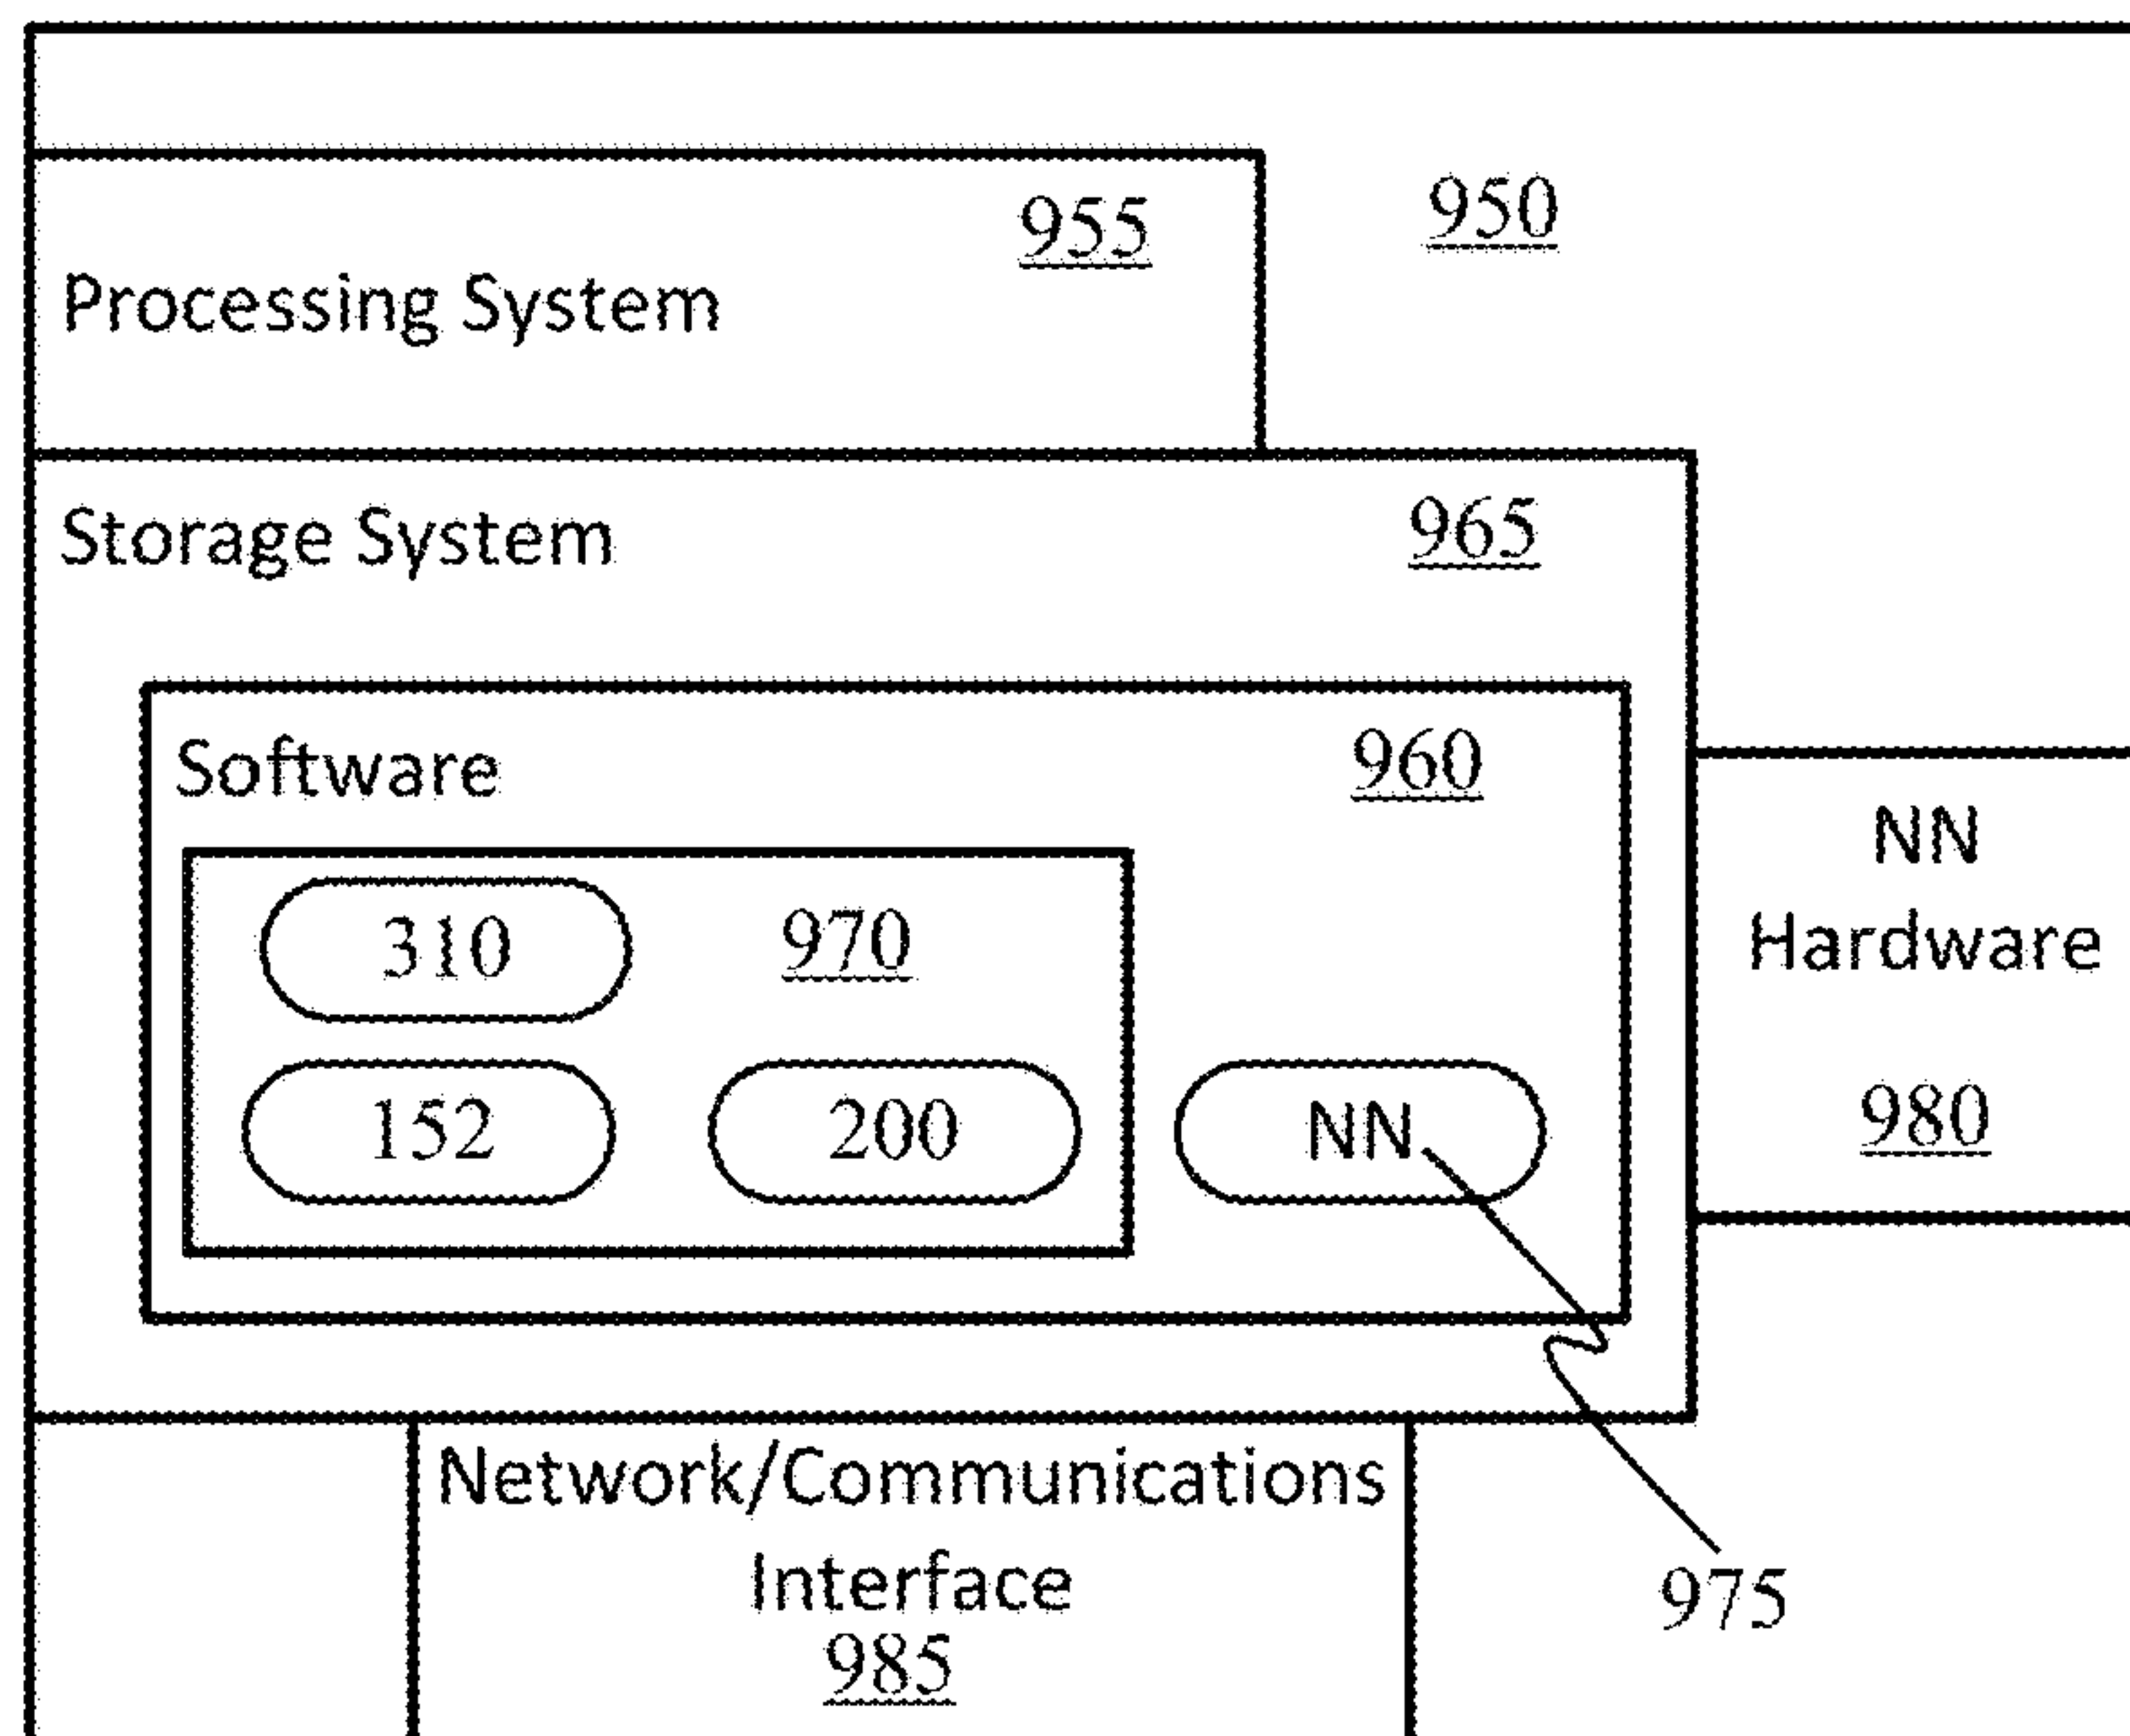 950
955
Processing System
Storage System
965
Software
960
NN
Hardware
980
310
970
152
200
NN
Network/Communications
Interface
985
975